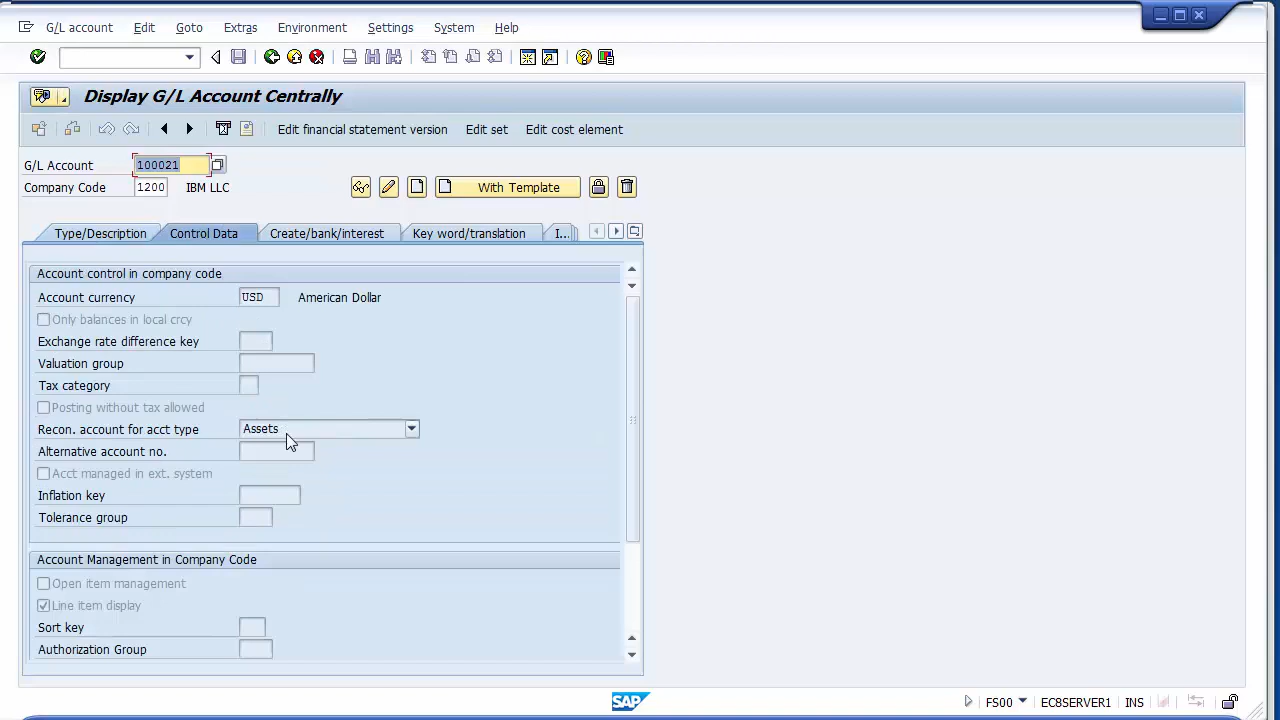 G/L account Edit Goto Extras Environment Settings System Help
Display G/L Account Centrally
Edit financial statement version Edit set Edit cost element
G/L Account 100021
Company Code 1200 IBM LLC With Template
Type/Description Control Data Create/bank/interest Key word/translation I...
Account control in company code
Account currency USD American Dollar
Only balances in local crcy
Exchange rate difference key
Valuation group
Tax category
Posting without tax allowed
Recon. account for acct type Assets
Alternative account no.
Acct managed in ext. system
Inflation key
Tolerance group
Account Management in Company Code
Open item management
Line item display
Sort key
Authorization Group
SAP FS00 EC8SERVER1 INS